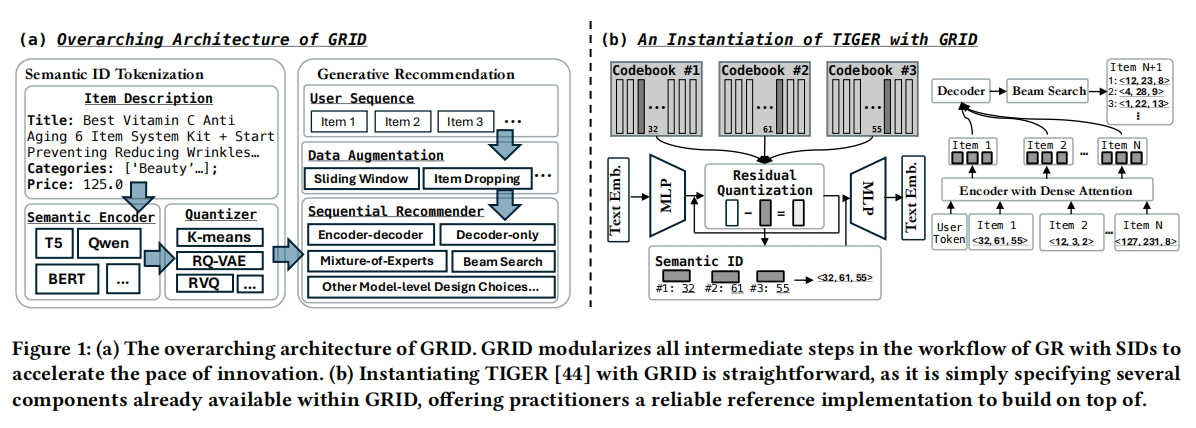 (a) Overarching Architecture of GRID
Semantic ID Tokenization
Item Description
Title: Best Vitamin C Anti
Aging 6 Item System Kit + Start
Preventing Reducing Wrinkles…
Categories: ['Beauty’…];
Price: 125.0
Semantic Encoder
T5
Qwen
BERT
...
Quantizer
K-means
RQ-VAE
RVQ
...
Generative Recommendation
User Sequence
Item 1
Item 2
Item 3
...
Data Augmentation
Sliding Window
Item Dropping
...
Sequential Recommender
Encoder-decoder
Decoder-only
Mixture-of-Experts
Beam Search
Other Model-level Design Choices...
(b) An Instantiation of TIGER with GRID
Codebook #1
...
32
Codebook #2
...
61
Codebook #3
...
55
Text Emb.
MLP
Residual
Quantization
- =
MLP
Text Emb.
Semantic ID
#1: 32 #2: 61 #3: 55
<32, 61, 55>
Decoder
Beam Search
Item N+1
1: <12, 23, 8>
2: <4, 28, 9>
3: <1, 22, 13>
⋮
Item 1
Item 2
...
Item N
Encoder with Dense Attention
User
Token
Item 1
<32, 61, 55>
Item 2
<12, 3, 2>
...
Item N
<127, 231, 8>
Figure 1: (a) The overarching architecture of GRID. GRID modularizes all intermediate steps in the workflow of GR with SIDs to
accelerate the pace of innovation. (b) Instantiating TIGER [44] with GRID is straightforward, as it is simply specifying several
components already available within GRID, offering practitioners a reliable reference implementation to build on top of.